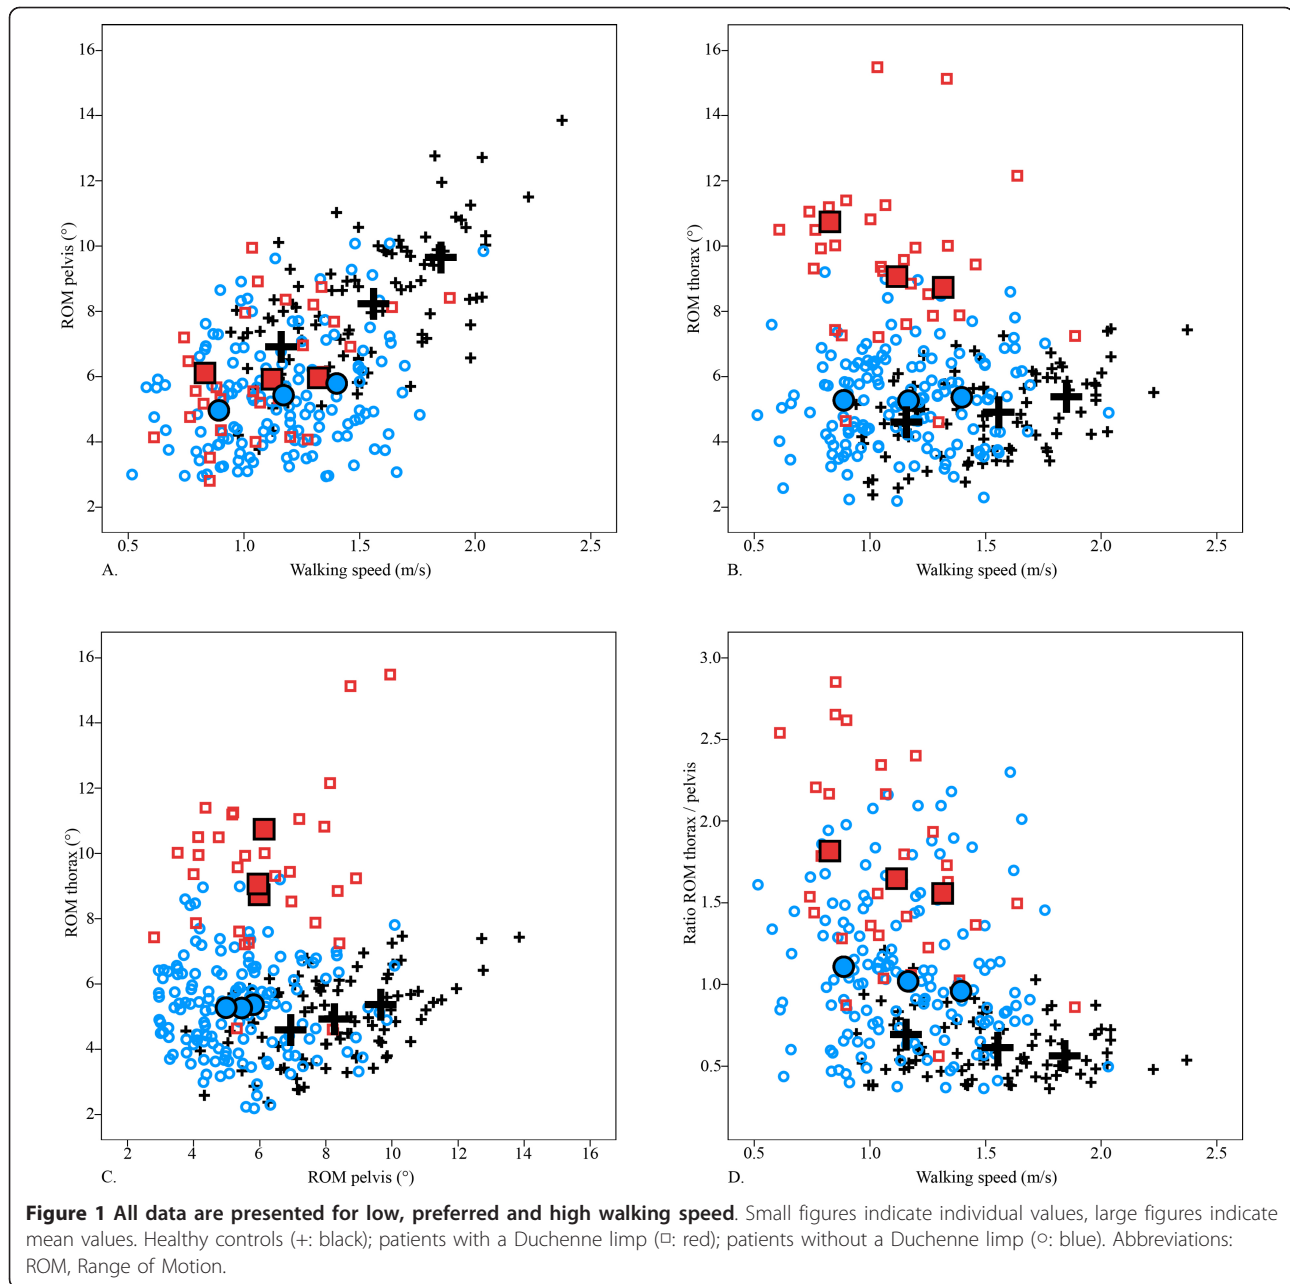 16
14
12
10
8
6
4
2
ROM pelvis (°)
0.5 1.0 1.5 2.0 2.5
A. Walking speed (m/s)
16
14
12
10
8
6
4
2
ROM thorax (°)
0.5 1.0 1.5 2.0 2.5
B. Walking speed (m/s)
16
14
12
10
8
6
4
2
ROM thorax (°)
2 4 6 8 10 12 14 16
C. ROM pelvis (°)
3.0
2.5
2.0
1.5
1.0
0.5
Ratio ROM thorax / pelvis
0.5 1.0 1.5 2.0 2.5
D. Walking speed (m/s)
Figure 1 All data are presented for low, preferred and high walking speed. Small figures indicate individual values, large figures indicate
mean values. Healthy controls (+: black); patients with a Duchenne limp (□: red); patients without a Duchenne limp (○: blue). Abbreviations:
ROM, Range of Motion.